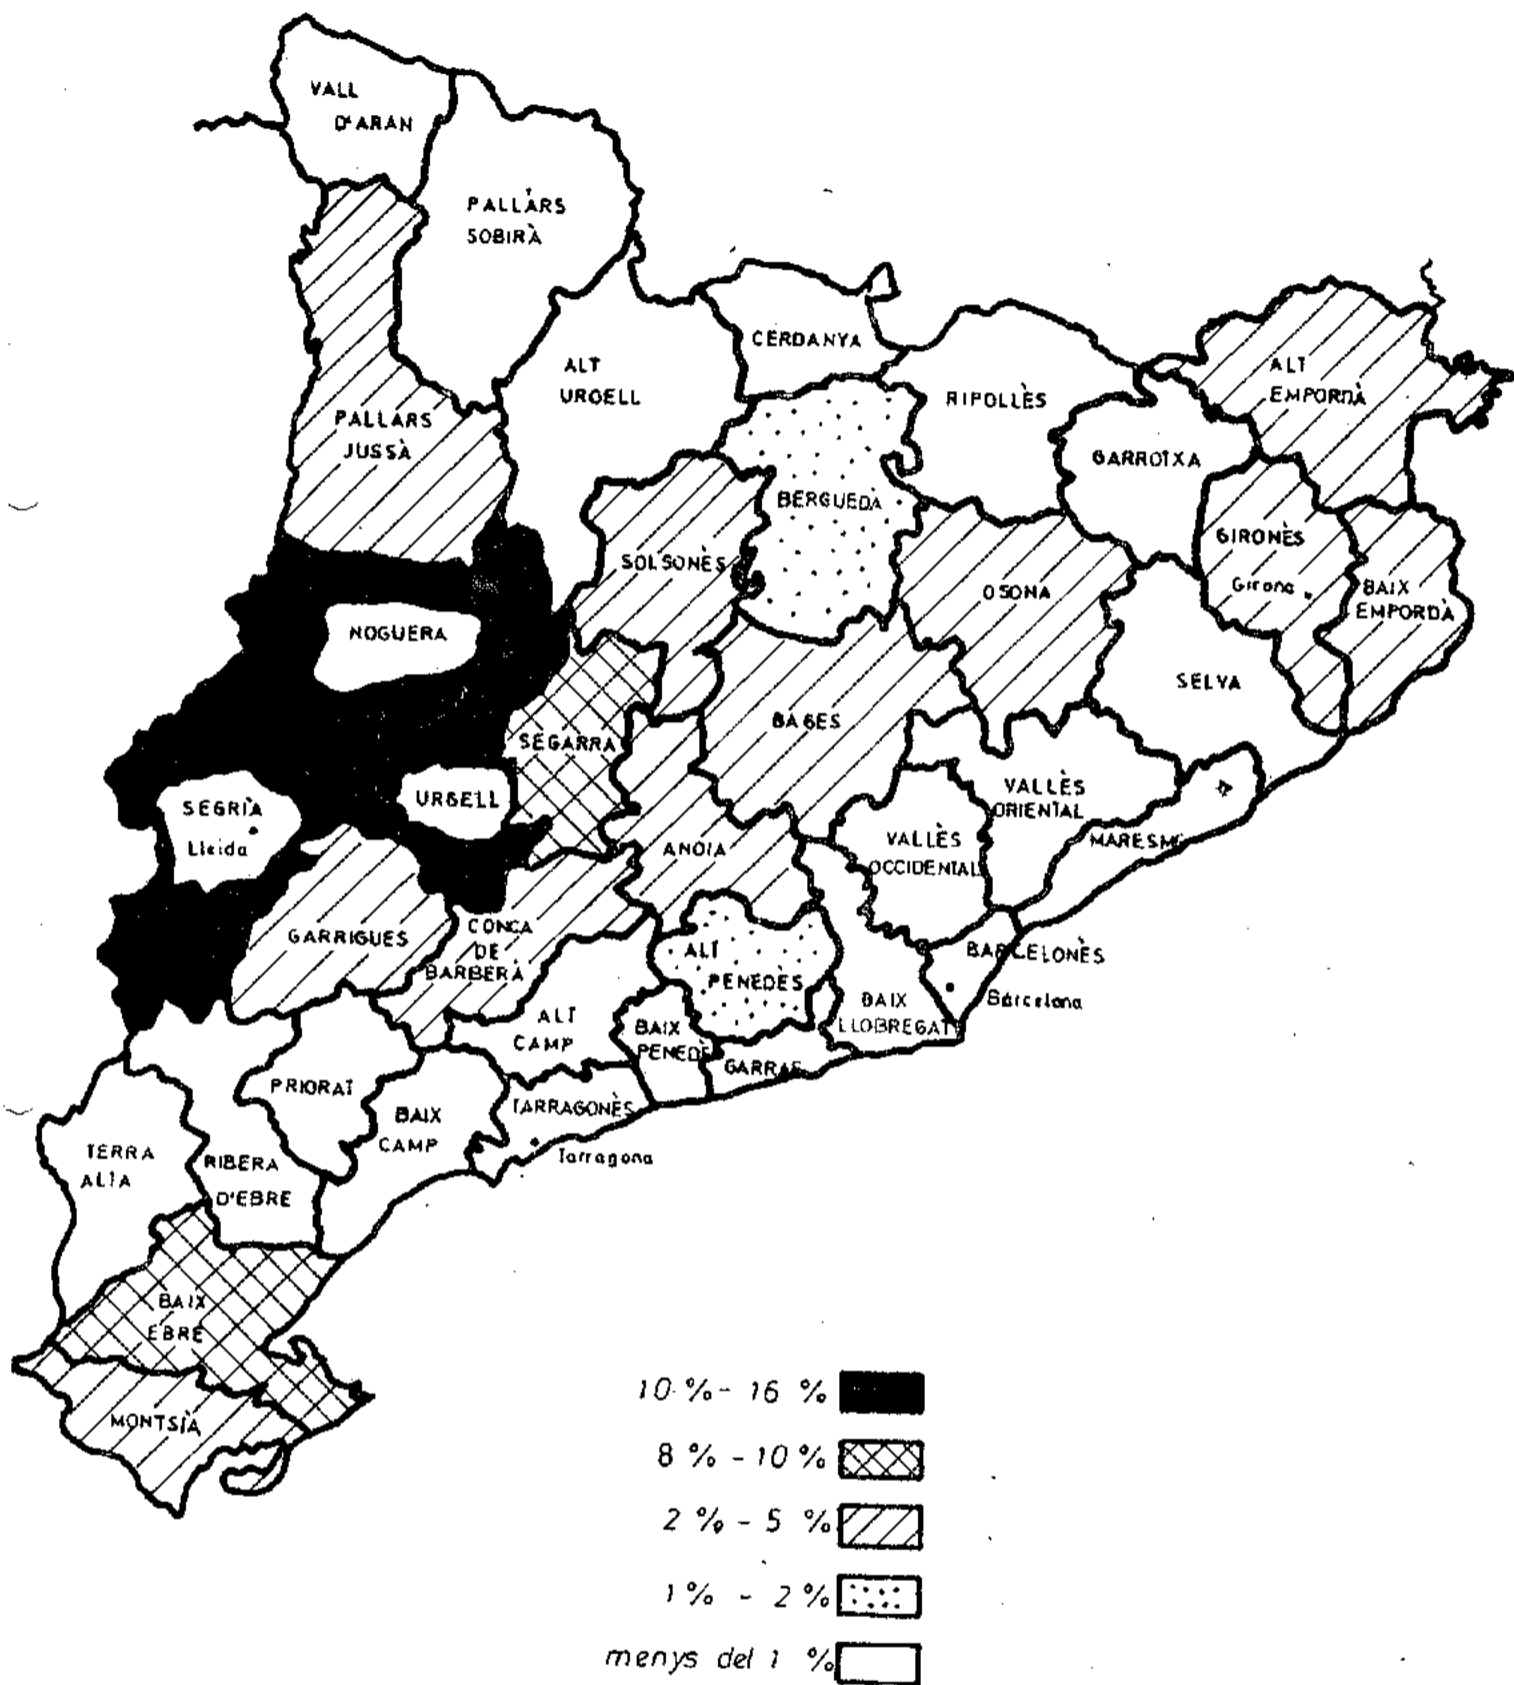 VALL
D'ARAN
PALLARS
SOBIRÀ
CERDANYA
ALT
URGELL
RIPOLLÈS
ALT
EMPORDÀ
PALLARS
JUSSÀ
GARROTXA
BERGUEDÀ
GIRONÈS
SOLSONÈS
Girona
BAIX
EMPORDÀ
OSONA
NOGUERA
SELVA
BAGES
SEGARRA
VALLÈS
ORIENTAL
SEGRIÀ
Lleida
URGELL
VALLÈS
OCCIDENTAL
MARESME
ANOIA
GARRIGUES
CONCA
DE
BARBERÀ
ALT
PENEDÈS
BARCELONÈS
Barcelona
BAIX
LLOBREGAT
ALT
CAMP
BAIX
PENEDÈ
GARRAF
PRIORAT
BAIX
CAMP
TARRAGONÈS
Tarragona
TERRA
ALTA
RIBERA
D'EBRE
BAIX
EBRE
MONTSIÀ
10 % - 16 %
8 % - 10 %
2 % - 5 %
1 % - 2 %
menys del 1 %